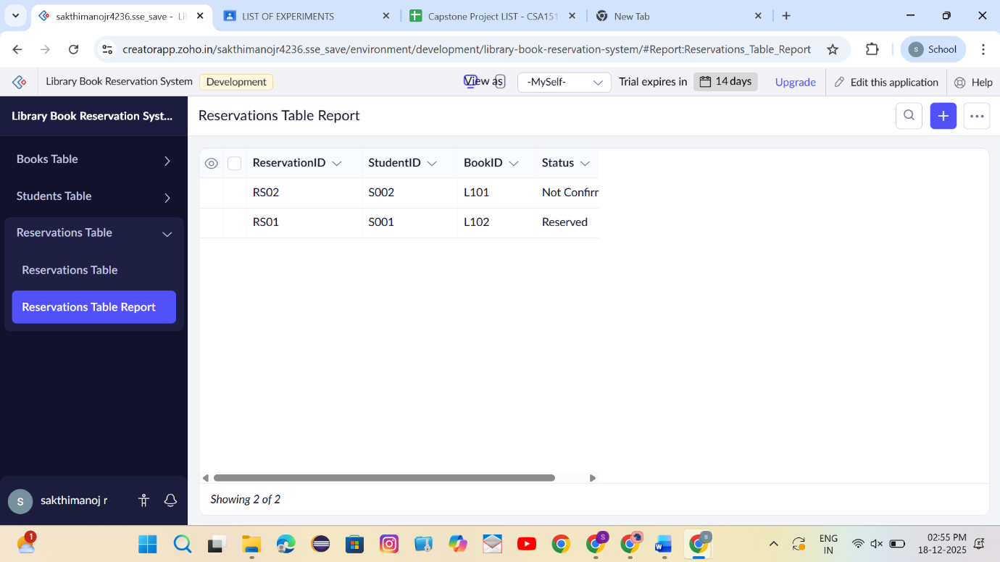 sakthimanojr4236.sse_save - Li
LIST OF EXPERIMENTS
Capstone Project LIST - CSA151
New Tab
creatorapp.zoho.in/sakthimanojr4236.sse_save/environment/development/library-book-reservation-system/#Report:Reservations_Table_Report
S School
Library Book Reservation System Development View as -MySelf- Trial expires in 14 days Upgrade Edit this application Help
Library Book Reservation Syst...
Reservations Table Report
Books Table
Students Table
Reservations Table
Reservations Table
Reservations Table Report
ReservationID StudentID BookID Status
RS02 S002 L101 Not Confirm
RS01 S001 L102 Reserved
Showing 2 of 2
S sakthimanoj r
1
S
S
ENG
IN
02:55 PM
18-12-2025